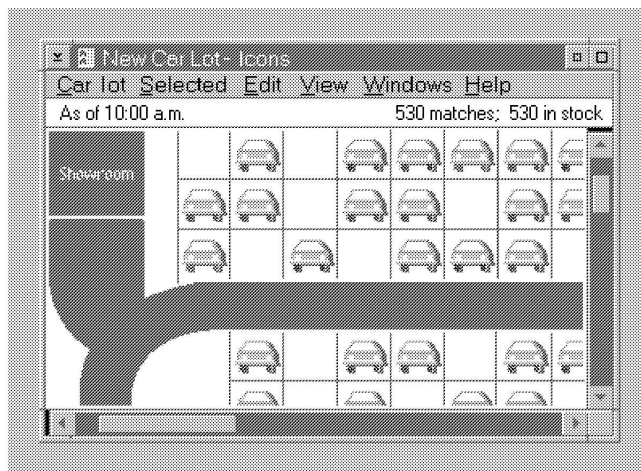 New Car Lot - Icons
Car lot Selected Edit View Windows Help
As of 10:00 a.m. 530 matches; 530 in stock
Showroom